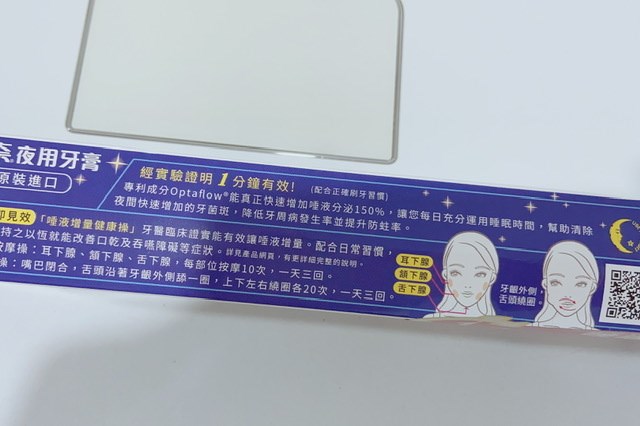 夜用牙膏
原裝進口
經實驗證明1分鐘有效! (配合正確刷牙習慣)
專利成分Optaflow®能真正快速增加唾液分泌150%,讓您每日充分運用睡眠時間,幫助清除
夜間快速增加的牙菌斑,降低牙周病發生率並提升防蛀率。
即見效 「唾液增量健康操」牙醫臨床證實能有效讓唾液增量。配合日常習慣,
持之以恆就能改善口乾及吞嚥障礙等症狀。詳見產品網頁,有更詳細完整的說明。
按摩操:耳下腺、頷下腺、舌下腺,每部位按摩10次,一天三回。
操:嘴巴閉合,舌頭沿著牙齦外側舔一圈,上下左右繞圈各20次,一天三回。
耳下腺
頷下腺
舌下腺
牙齦外側,
舌頭繞圈。